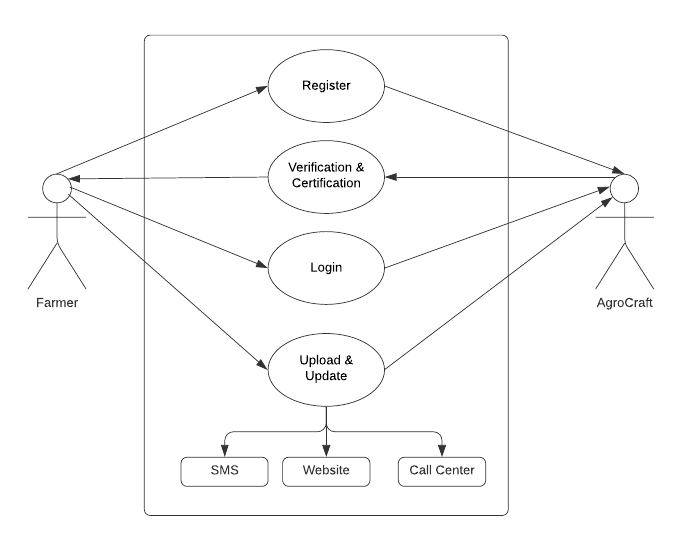 Register
Verification &
Certification
Login
Farmer
AgroCraft
Upload &
Update
SMS
Website
Call Center